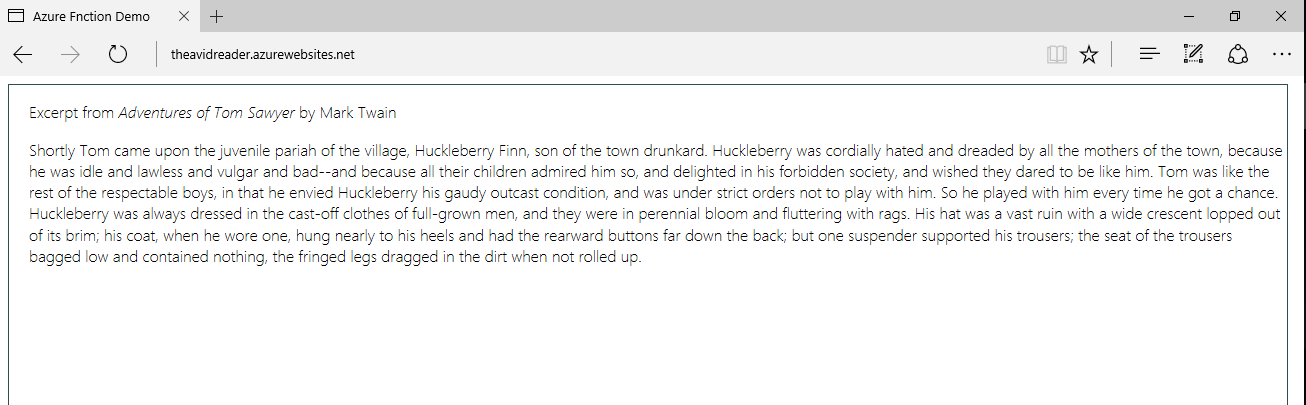 Azure Fnction Demo
theavidreader.azurewebsites.net
Excerpt from Adventures of Tom Sawyer by Mark Twain
Shortly Tom came upon the juvenile pariah of the village, Huckleberry Finn, son of the town drunkard. Huckleberry was cordially hated and dreaded by all the mothers of the town, because
he was idle and lawless and vulgar and bad--and because all their children admired him so, and delighted in his forbidden society, and wished they dared to be like him. Tom was like the
rest of the respectable boys, in that he envied Huckleberry his gaudy outcast condition, and was under strict orders not to play with him. So he played with him every time he got a chance.
Huckleberry was always dressed in the cast-off clothes of full-grown men, and they were in perennial bloom and fluttering with rags. His hat was a vast ruin with a wide crescent lopped out
of its brim; his coat, when he wore one, hung nearly to his heels and had the rearward buttons far down the back; but one suspender supported his trousers; the seat of the trousers
bagged low and contained nothing, the fringed legs dragged in the dirt when not rolled up.